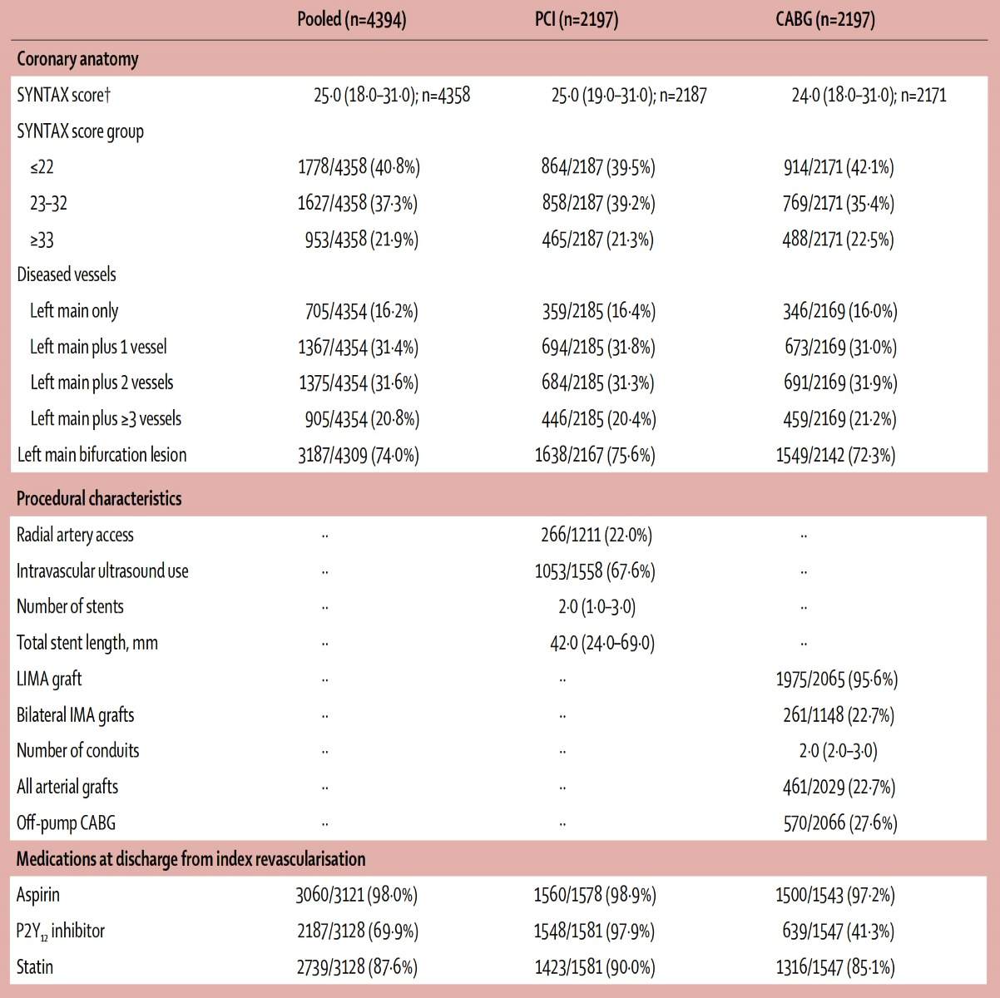 Pooled (n=4394) PCI (n=2197) CABG (n=2197)
Coronary anatomy
SYNTAX score† 25·0 (18·0–31·0); n=4358 25·0 (19·0–31·0); n=2187 24·0 (18·0–31·0); n=2171
SYNTAX score group
≤22 1778/4358 (40·8%) 864/2187 (39·5%) 914/2171 (42·1%)
23–32 1627/4358 (37·3%) 858/2187 (39·2%) 769/2171 (35·4%)
≥33 953/4358 (21·9%) 465/2187 (21·3%) 488/2171 (22·5%)
Diseased vessels
Left main only 705/4354 (16·2%) 359/2185 (16·4%) 346/2169 (16·0%)
Left main plus 1 vessel 1367/4354 (31·4%) 694/2185 (31·8%) 673/2169 (31·0%)
Left main plus 2 vessels 1375/4354 (31·6%) 684/2185 (31·3%) 691/2169 (31·9%)
Left main plus ≥3 vessels 905/4354 (20·8%) 446/2185 (20·4%) 459/2169 (21·2%)
Left main bifurcation lesion 3187/4309 (74·0%) 1638/2167 (75·6%) 1549/2142 (72·3%)
Procedural characteristics
Radial artery access ·· 266/1211 (22·0%) ··
Intravascular ultrasound use ·· 1053/1558 (67·6%) ··
Number of stents ·· 2·0 (1·0–3·0) ··
Total stent length, mm ·· 42·0 (24·0–69·0) ··
LIMA graft ·· ·· 1975/2065 (95·6%)
Bilateral IMA grafts ·· ·· 261/1148 (22·7%)
Number of conduits ·· ·· 2·0 (2·0–3·0)
All arterial grafts ·· ·· 461/2029 (22·7%)
Off-pump CABG ·· ·· 570/2066 (27·6%)
Medications at discharge from index revascularisation
Aspirin 3060/3121 (98·0%) 1560/1578 (98·9%) 1500/1543 (97·2%)
P2Y₁₂ inhibitor 2187/3128 (69·9%) 1548/1581 (97·9%) 639/1547 (41·3%)
Statin 2739/3128 (87·6%) 1423/1581 (90·0%) 1316/1547 (85·1%)